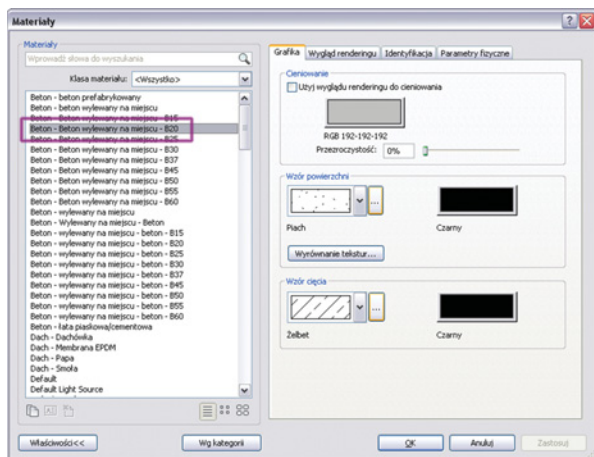 Materiały
Materiały
Wprowadź słowa do wyszukania
Klasa materiału: <Wszystko>
Beton - beton prefabrykowany
Beton - beton wylewany na miejscu
Beton - Beton wylewany na miejscu - B15
Beton - Beton wylewany na miejscu - B20
Beton - Beton wylewany na miejscu - B25
Beton - Beton wylewany na miejscu - B30
Beton - Beton wylewany na miejscu - B37
Beton - Beton wylewany na miejscu - B45
Beton - Beton wylewany na miejscu - B50
Beton - Beton wylewany na miejscu - B55
Beton - Beton wylewany na miejscu - B60
Beton - wylewany na miejscu
Beton - Wylewany na miejscu - Beton
Beton - wylewany na miejscu - beton - B15
Beton - wylewany na miejscu - beton - B20
Beton - wylewany na miejscu - beton - B25
Beton - wylewany na miejscu - beton - B30
Beton - wylewany na miejscu - beton - B37
Beton - wylewany na miejscu - beton - B45
Beton - wylewany na miejscu - beton - B50
Beton - wylewany na miejscu - beton - B55
Beton - wylewany na miejscu - beton - B60
Beton - łata piaskowa/cementowa
Dach - Dachówka
Dach - Membrana EPDM
Dach - Papa
Dach - Smoła
Default
Default Light Source
Właściwości<<
Wg kategorii
Grafika Wygląd renderingu Identyfikacja Parametry fizyczne
Cieniowanie
Użyj wyglądu renderingu do cieniowania
RGB 192-192-192
Przezroczystość: 0%
Wzór powierzchni
...
Piach Czarny
Wyrównanie tekstur...
Wzór cięcia
...
Żelbet Czarny
OK Anuluj Zastosuj